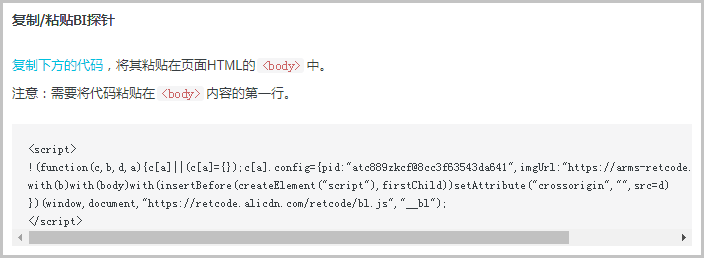 复制/粘贴BI探针
复制下方的代码，将其粘贴在页面HTML的 <body> 中。
注意：需要将代码粘贴在 <body> 内容的第一行。
<script>
!(function(c,b,d,a){c[a]||(c[a]={});c[a].config={pid:"atc889zkcf@8cc3f63543da641",imgUrl:"https://arms-retcode.
with(b)with(body)with(insertBefore(createElement("script"),firstChild))setAttribute("crossorigin","",src=d)
})(window,document,"https://retcode.alicdn.com/retcode/bl.js","__bl");
</script>